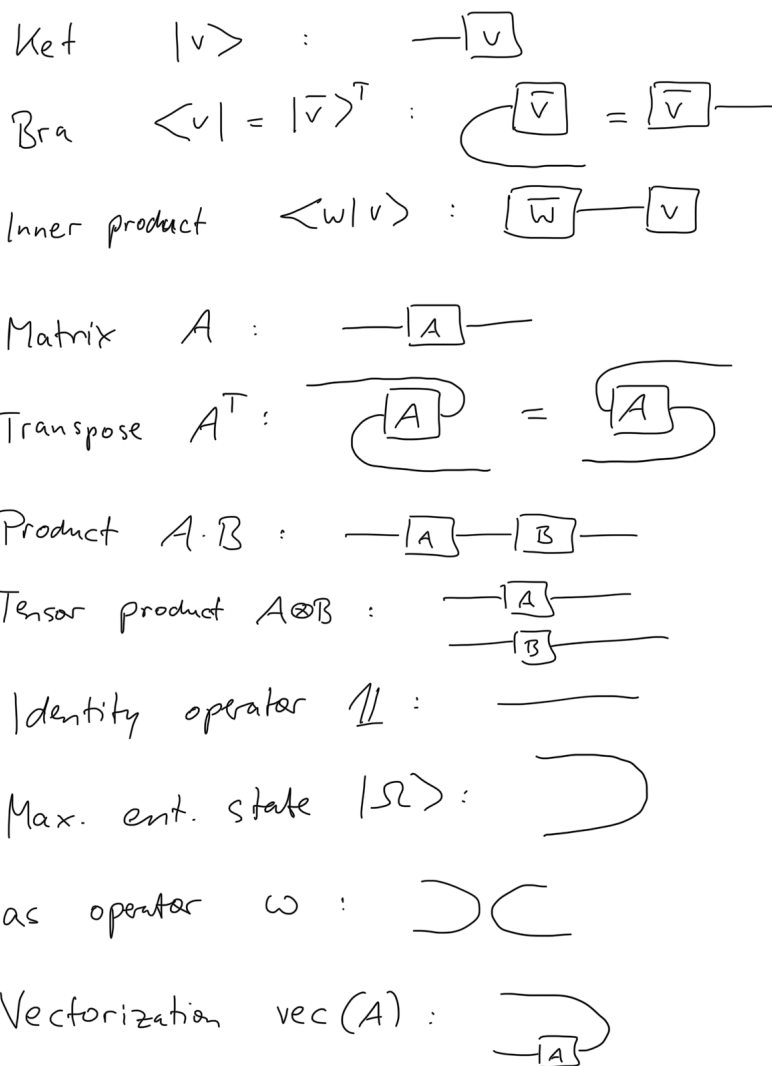 Ket |v> : v
Bra <v| = |v̅>ᵀ : v̅ = v̅
Inner product <w|v> : w̅ v
Matrix A : A
Transpose Aᵀ : A = A
Product A·B : A B
Tensor product A⊗B : A
B
Identity operator 𝟙 :
Max. ent. state |Ω> :
as operator ω :
Vectorization vec(A) : A